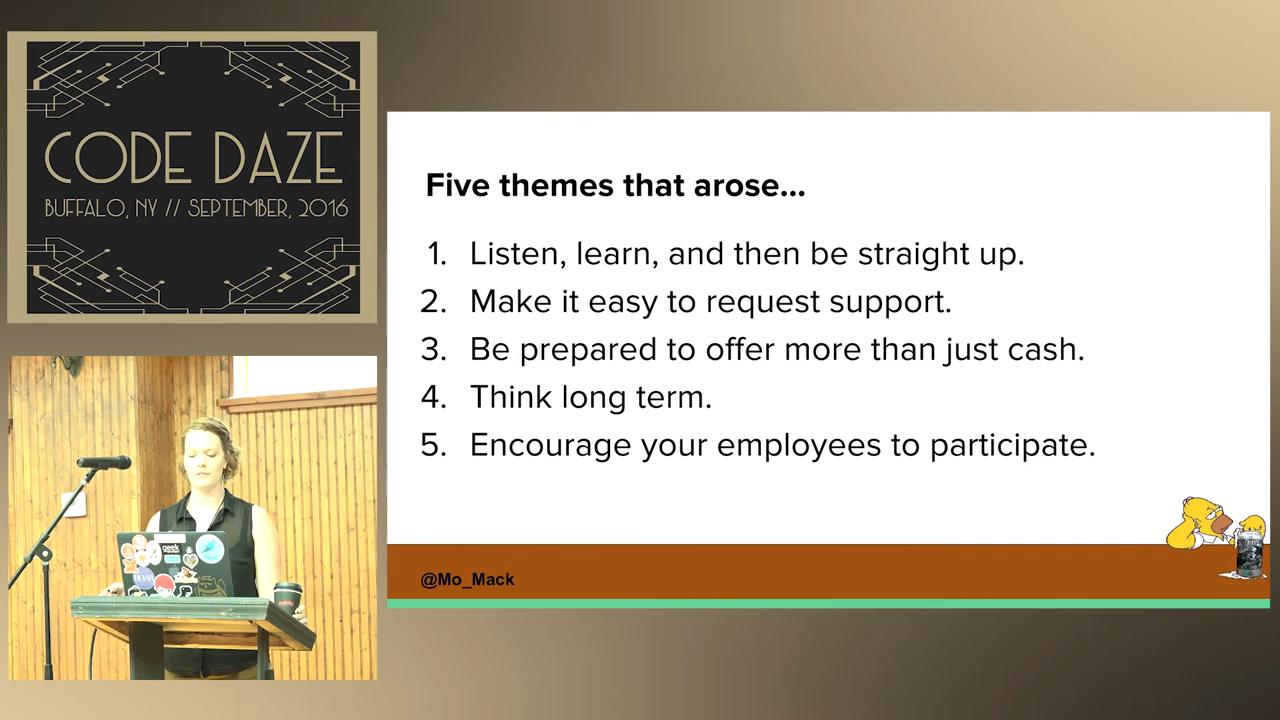 CODE DAZE
BUFFALO, NY // SEPTEMBER, 2016
Five themes that arose...
1. Listen, learn, and then be straight up.
2. Make it easy to request support.
3. Be prepared to offer more than just cash.
4. Think long term.
5. Encourage your employees to participate.
@Mo_Mack
geek